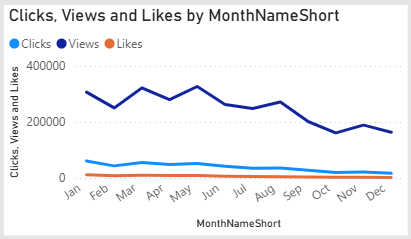 Clicks, Views and Likes by MonthNameShort
Clicks Views Likes
Clicks, Views and Likes
400000
200000
0
Jan Feb Mar Apr May Jun Jul Aug Sep Oct Nov Dec
MonthNameShort